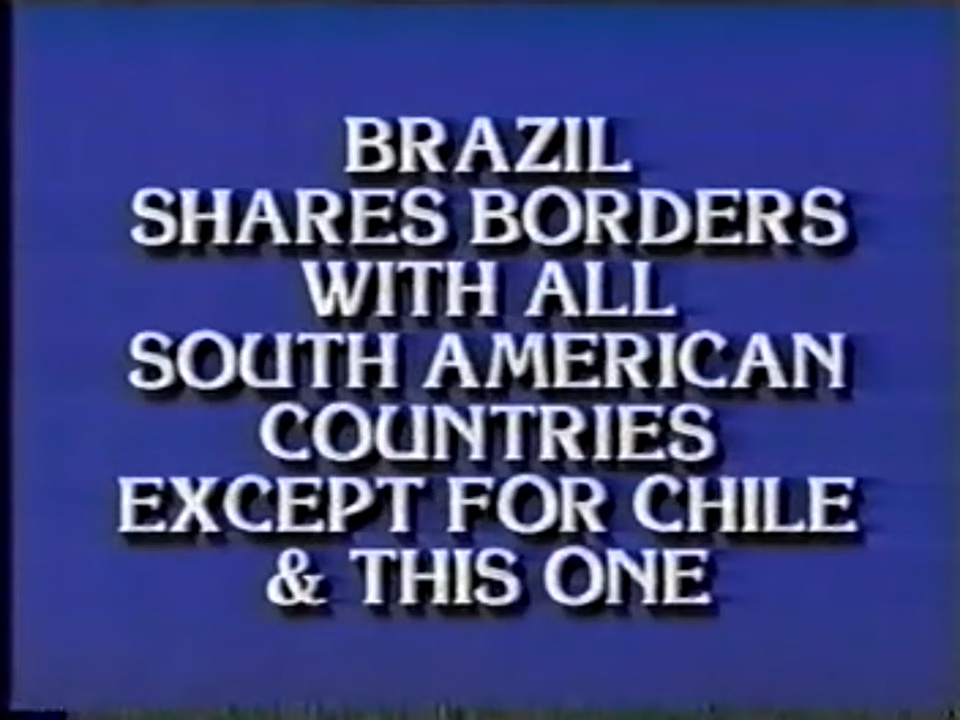 BRAZIL
SHARES BORDERS
WITH ALL
SOUTH AMERICAN
COUNTRIES
EXCEPT FOR CHILE
& THIS ONE